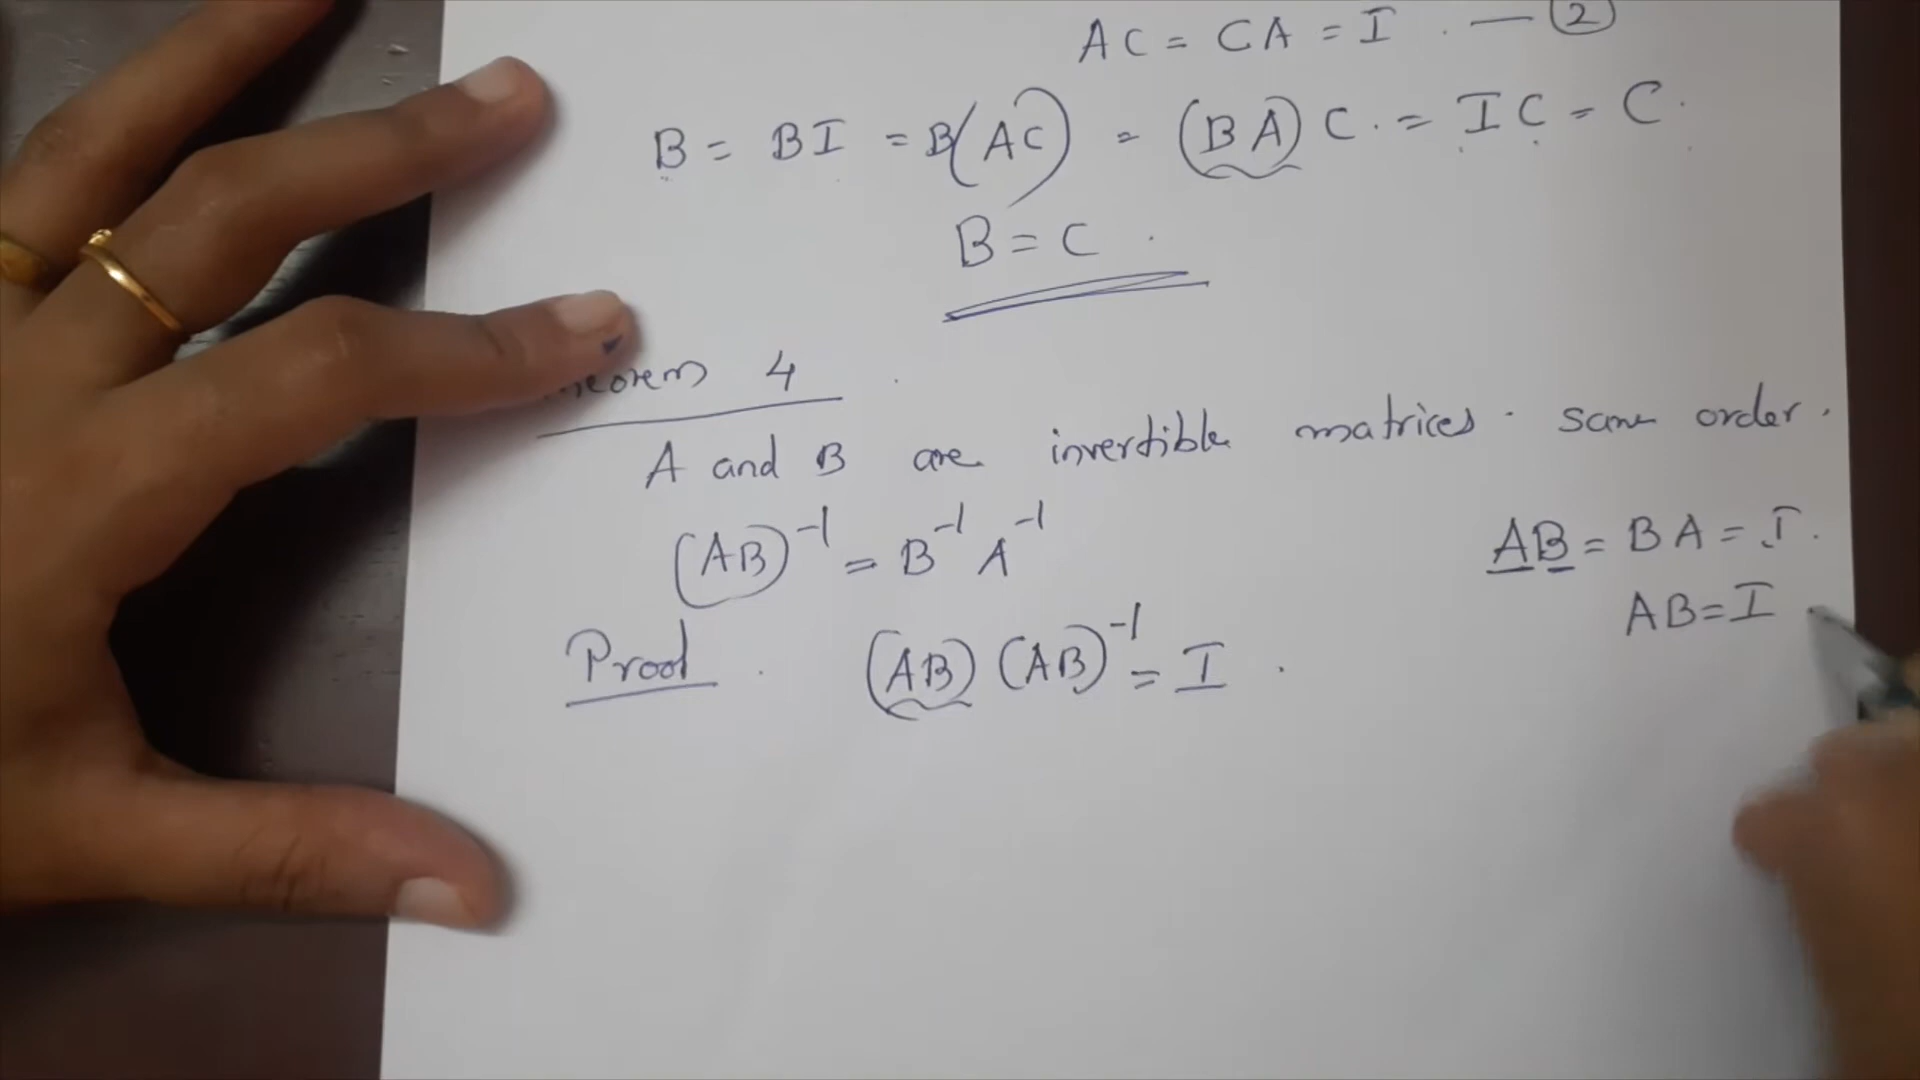 AC = CA = I. — ②
B = BI = B(AC) = (BA)C. = IC = C.
B = C.
4
A and B are invertible matrices. same order.
(AB)⁻¹ = B⁻¹ A⁻¹
AB = BA = I.
AB = I
Proof. (AB) (AB)⁻¹ = I.